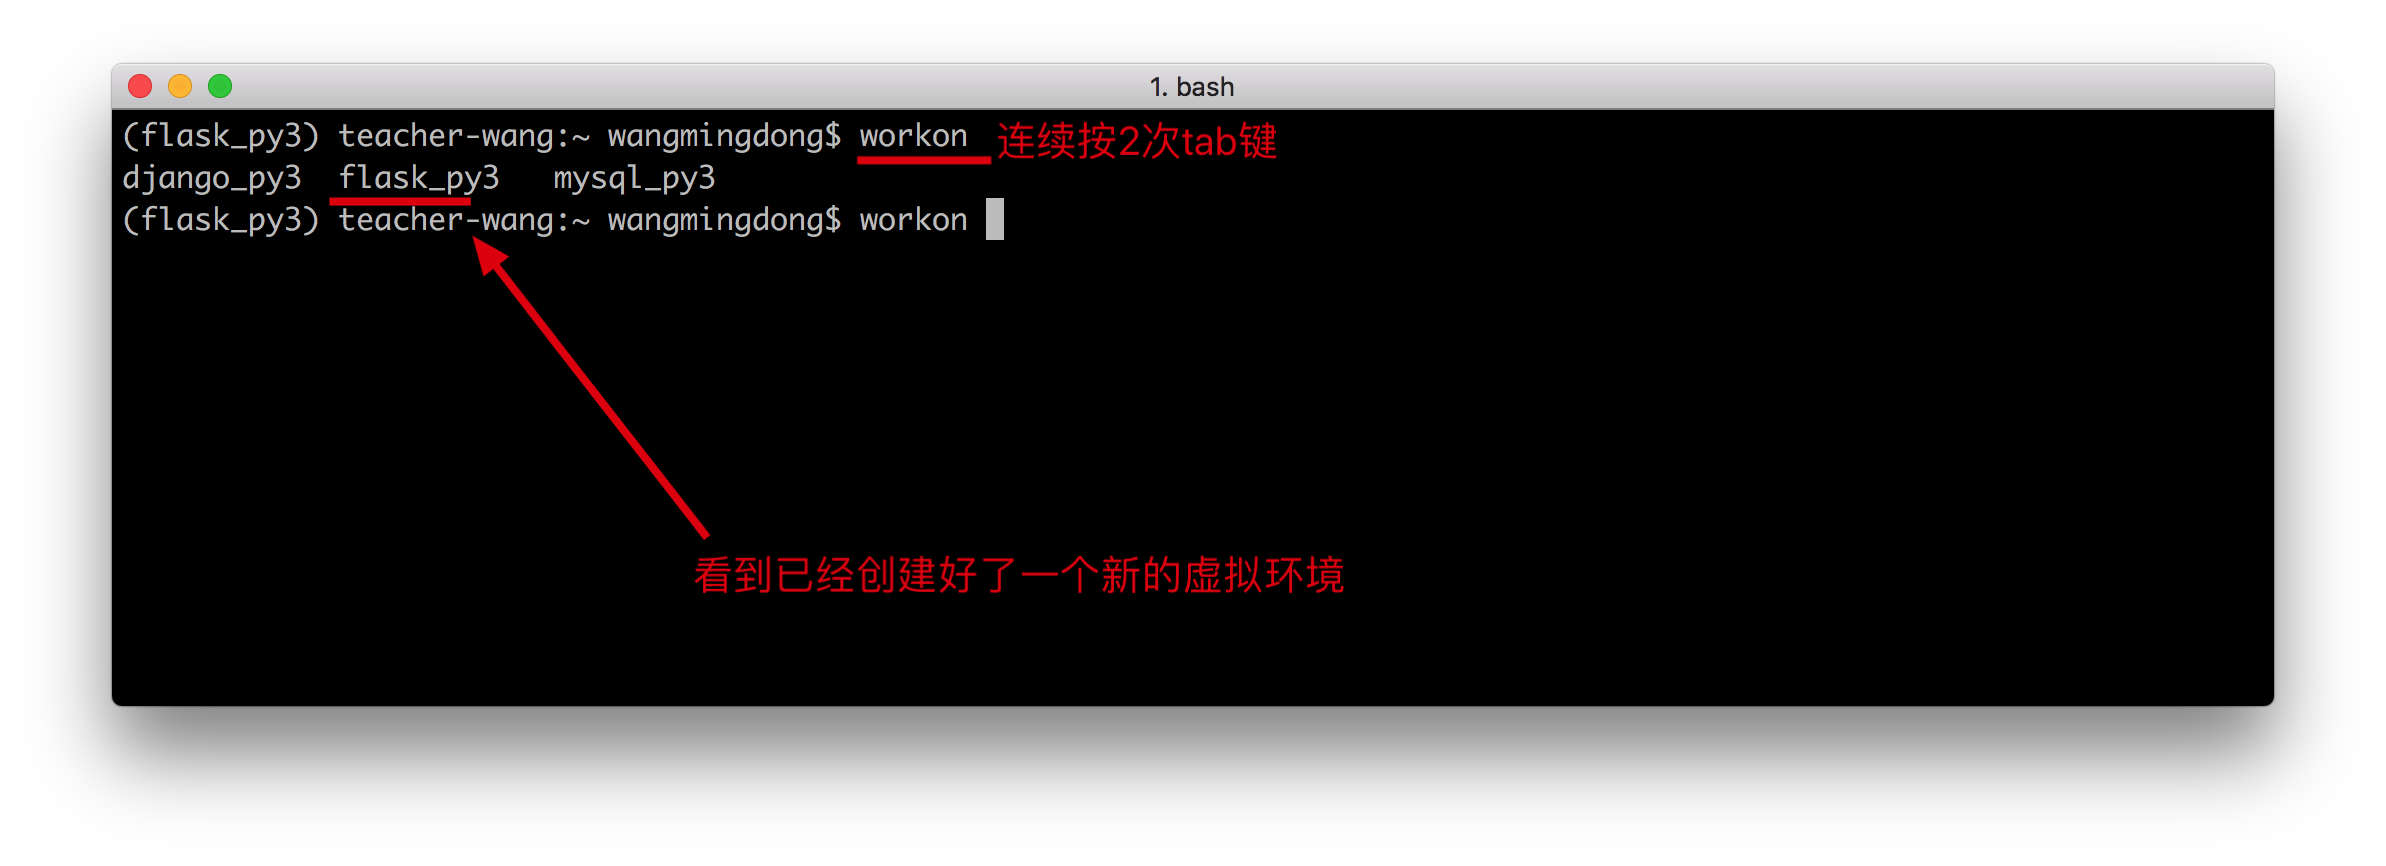 1. bash
(flask_py3) teacher-wang:~ wangmingdong$ workon 连续按2次tab键
django_py3  flask_py3   mysql_py3
(flask_py3) teacher-wang:~ wangmingdong$ workon
看到已经创建好了一个新的虚拟环境